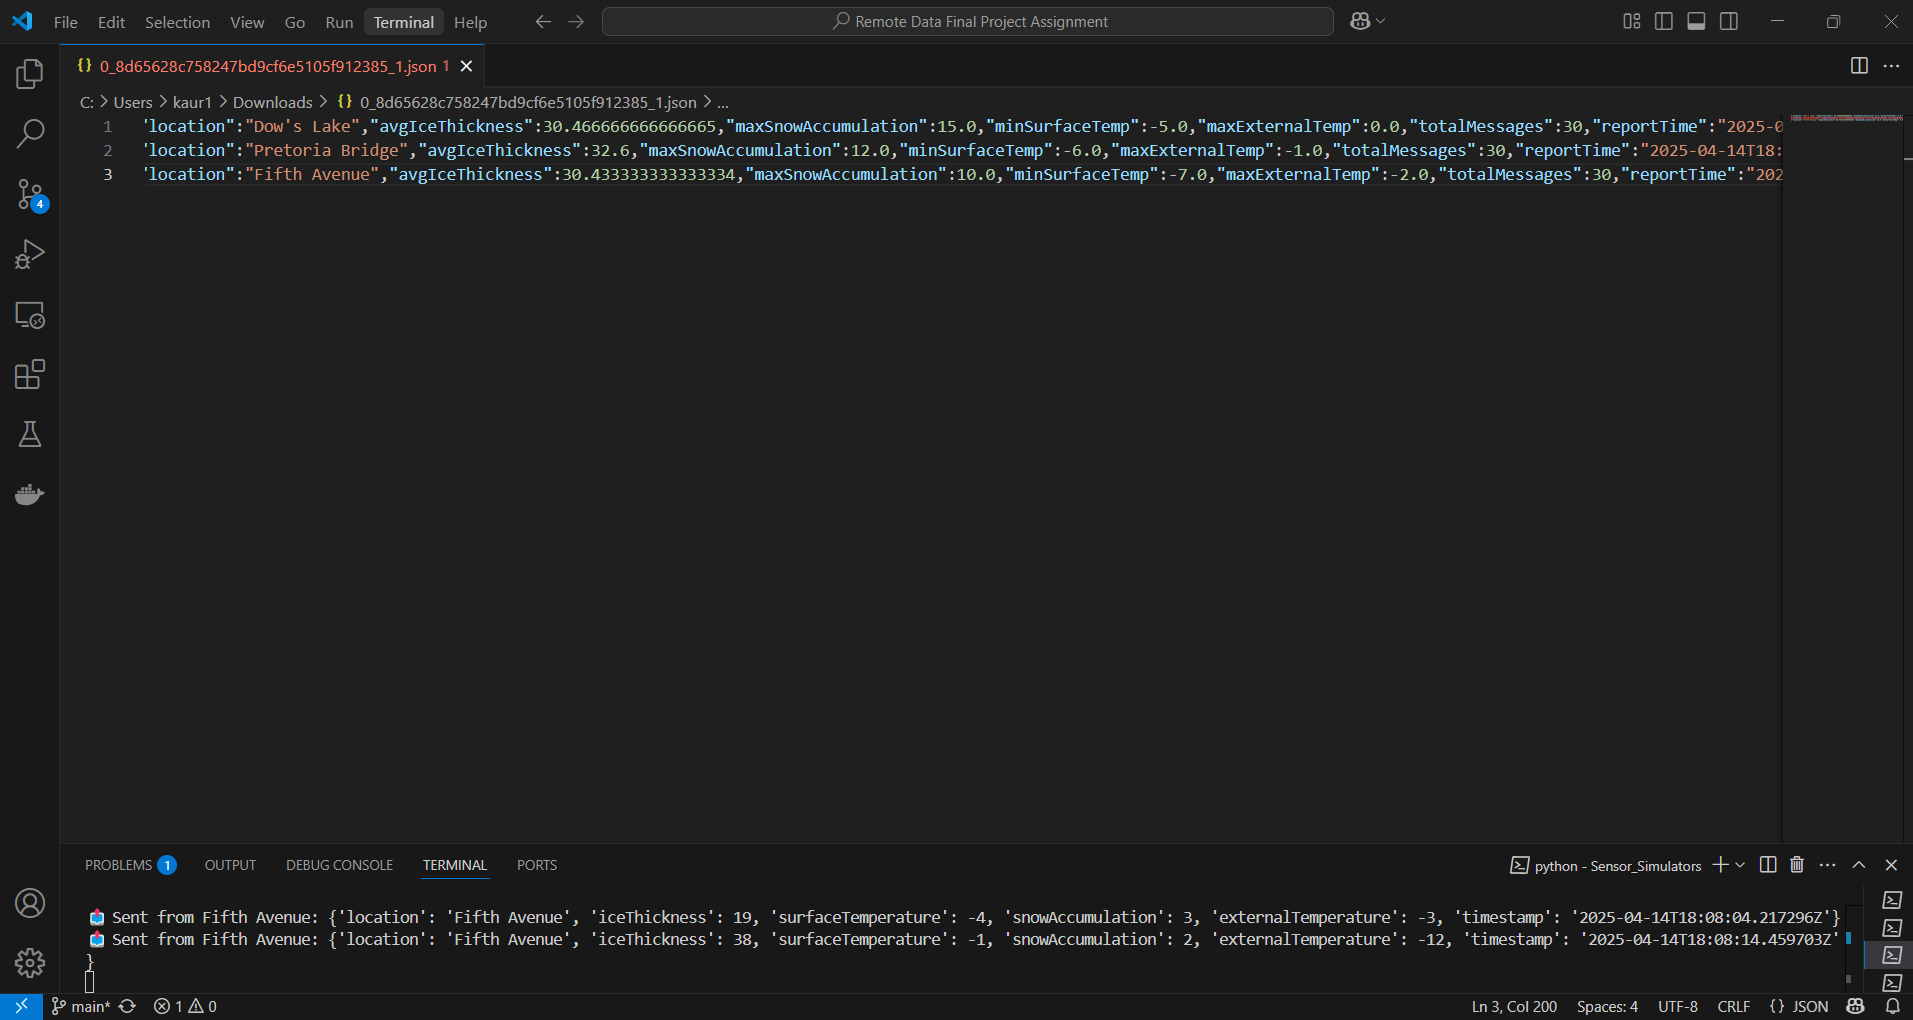 File Edit Selection View Go Run Terminal Help
Remote Data Final Project Assignment
{} 0_8d65628c758247bd9cf6e5105f912385_1.json 1
C: > Users > kaur1 > Downloads > {} 0_8d65628c758247bd9cf6e5105f912385_1.json > ...
1 'location":"Dow's Lake","avgIceThickness":30.466666666666665,"maxSnowAccumulation":15.0,"minSurfaceTemp":-5.0,"maxExternalTemp":0.0,"totalMessages":30,"reportTime":"2025-0
2 'location":"Pretoria Bridge","avgIceThickness":32.6,"maxSnowAccumulation":12.0,"minSurfaceTemp":-6.0,"maxExternalTemp":-1.0,"totalMessages":30,"reportTime":"2025-04-14T18:
3 'location":"Fifth Avenue","avgIceThickness":30.433333333333334,"maxSnowAccumulation":10.0,"minSurfaceTemp":-7.0,"maxExternalTemp":-2.0,"totalMessages":30,"reportTime":"202
4
PROBLEMS 1 OUTPUT DEBUG CONSOLE TERMINAL PORTS
python - Sensor_Simulators
Sent from Fifth Avenue: {'location': 'Fifth Avenue', 'iceThickness': 19, 'surfaceTemperature': -4, 'snowAccumulation': 3, 'externalTemperature': -3, 'timestamp': '2025-04-14T18:08:04.217296Z'}
Sent from Fifth Avenue: {'location': 'Fifth Avenue', 'iceThickness': 38, 'surfaceTemperature': -1, 'snowAccumulation': 2, 'externalTemperature': -12, 'timestamp': '2025-04-14T18:08:14.459703Z'
}
main* 1 0 Ln 3, Col 200 Spaces: 4 UTF-8 CRLF {} JSON